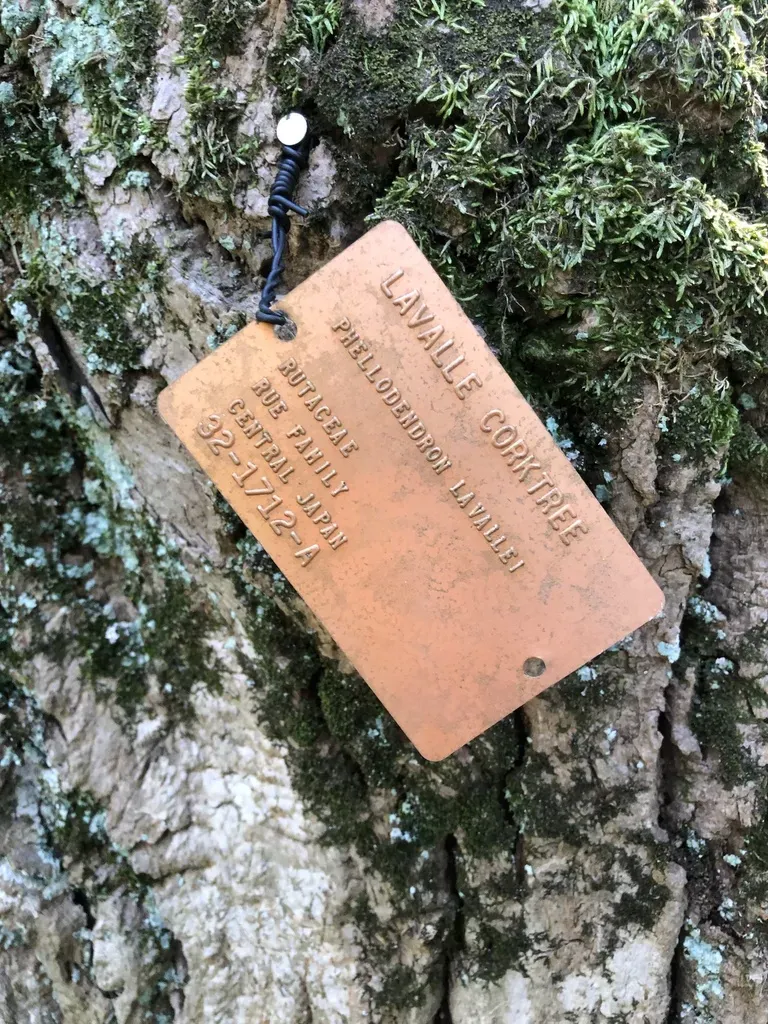 LAVALLE CORKTREE
PHELLODENDRON LAVALLEI
RUTACEAE
RUE FAMILY
CENTRAL JAPAN
32-1712-A